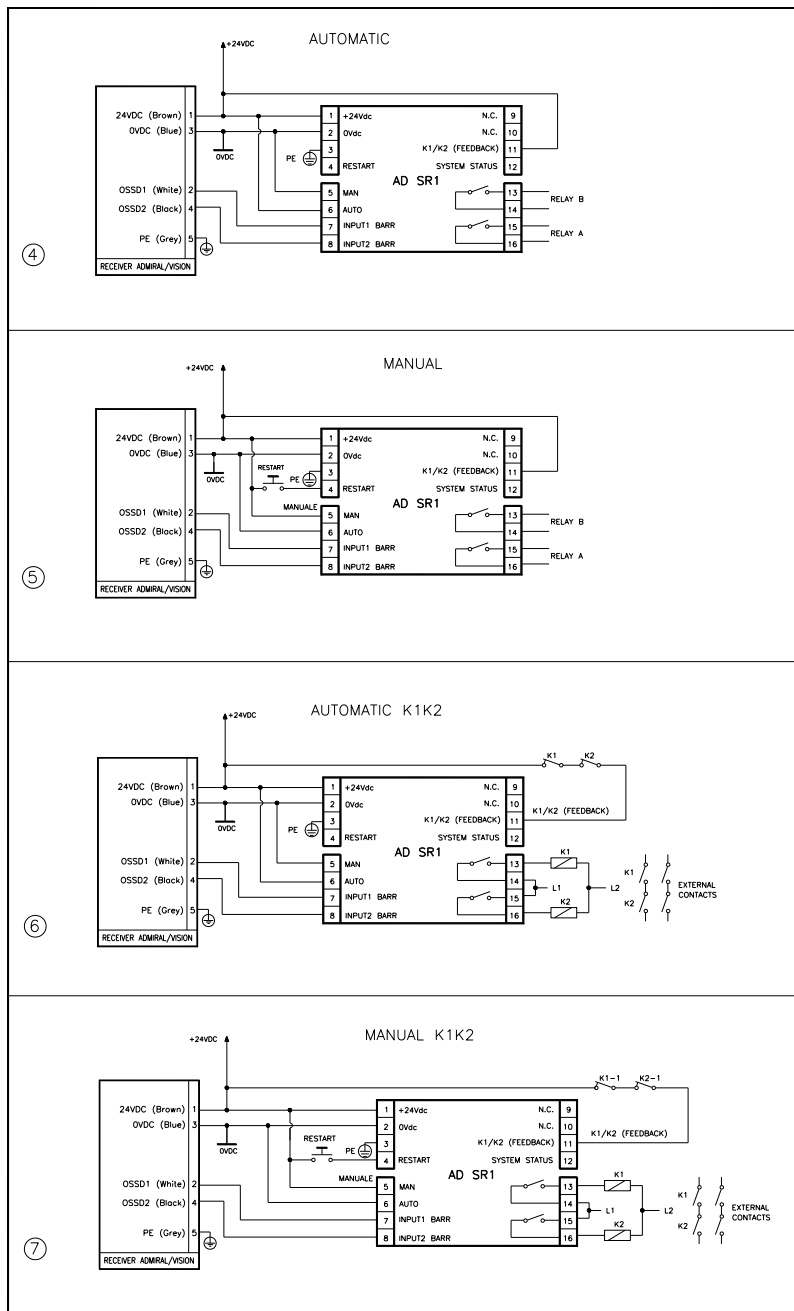 AUTOMATIC
+24VDC
24VDC (Brown) 1
0VDC (Blue) 3
OSSD1 (White) 2
OSSD2 (Black) 4
PE (Grey) 5
RECEIVER ADMIRAL/VISION
0VDC
PE
1 +24Vdc
2 0Vdc
3
4 RESTART
5 MAN
6 AUTO
7 INPUT1 BARR
8 INPUT2 BARR
AD SR1
N.C. 9
N.C. 10
K1/K2 (FEEDBACK) 11
SYSTEM STATUS 12
13
14
15
16
RELAY B
RELAY A
4
MANUAL
+24VDC
24VDC (Brown) 1
0VDC (Blue) 3
OSSD1 (White) 2
OSSD2 (Black) 4
PE (Grey) 5
RECEIVER ADMIRAL/VISION
0VDC
RESTART
PE
MANUALE
1 +24Vdc
2 0Vdc
3
4 RESTART
5 MAN
6 AUTO
7 INPUT1 BARR
8 INPUT2 BARR
AD SR1
N.C. 9
N.C. 10
K1/K2 (FEEDBACK) 11
SYSTEM STATUS 12
13
14
15
16
RELAY B
RELAY A
5
AUTOMATIC K1K2
+24VDC
24VDC (Brown) 1
0VDC (Blue) 3
OSSD1 (White) 2
OSSD2 (Black) 4
PE (Grey) 5
RECEIVER ADMIRAL/VISION
0VDC
PE
1 +24Vdc
2 0Vdc
3
4 RESTART
5 MAN
6 AUTO
7 INPUT1 BARR
8 INPUT2 BARR
AD SR1
N.C. 9
N.C. 10
K1/K2 (FEEDBACK) 11
SYSTEM STATUS 12
13
14
15
16
K1 K2
K1/K2 (FEEDBACK)
K1
L1
L2
K2
K1
K2
EXTERNAL
CONTACTS
6
MANUAL K1K2
+24VDC
24VDC (Brown) 1
0VDC (Blue) 3
OSSD1 (White) 2
OSSD2 (Black) 4
PE (Grey) 5
RECEIVER ADMIRAL/VISION
0VDC
RESTART
PE
MANUALE
1 +24Vdc
2 0Vdc
3
4 RESTART
5 MAN
6 AUTO
7 INPUT1 BARR
8 INPUT2 BARR
AD SR1
N.C. 9
N.C. 10
K1/K2 (FEEDBACK) 11
SYSTEM STATUS 12
13
14
15
16
K1-1 K2-1
K1/K2 (FEEDBACK)
K1
L1
L2
K2
K1
K2
EXTERNAL
CONTACTS
7